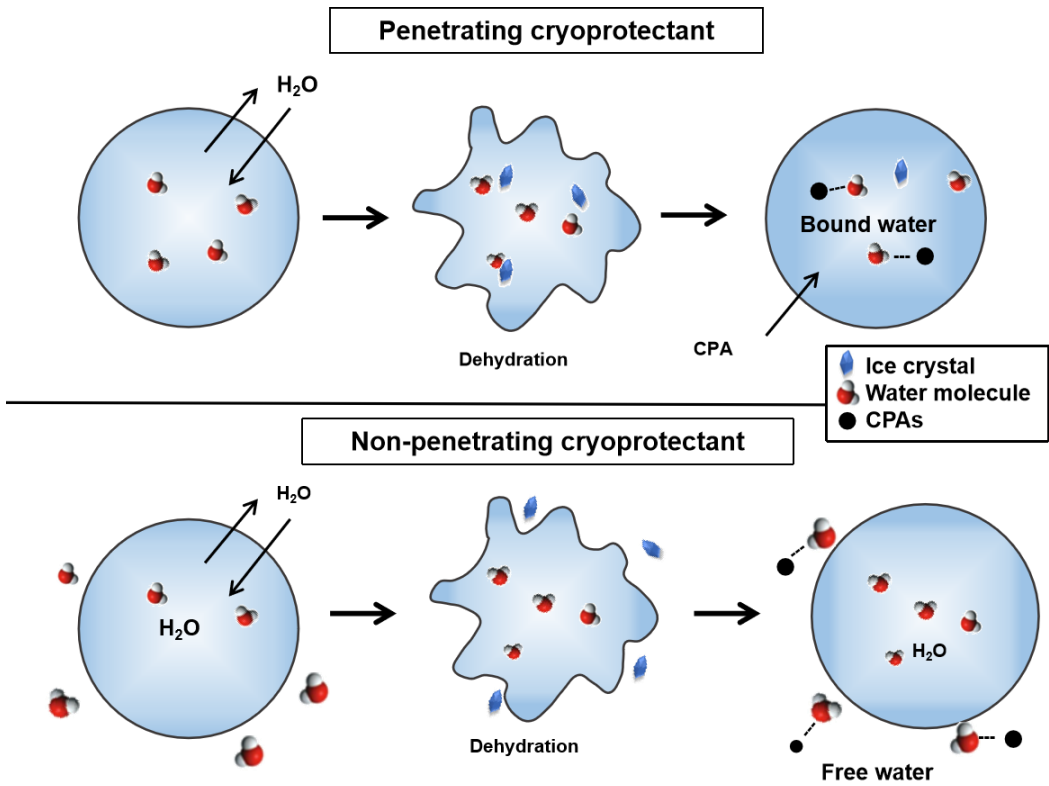 Penetrating cryoprotectant
H₂O
Bound water
Dehydration
CPA
Ice crystal
Water molecule
CPAs
Non-penetrating cryoprotectant
H₂O
H₂O
H₂O
Dehydration
Free water